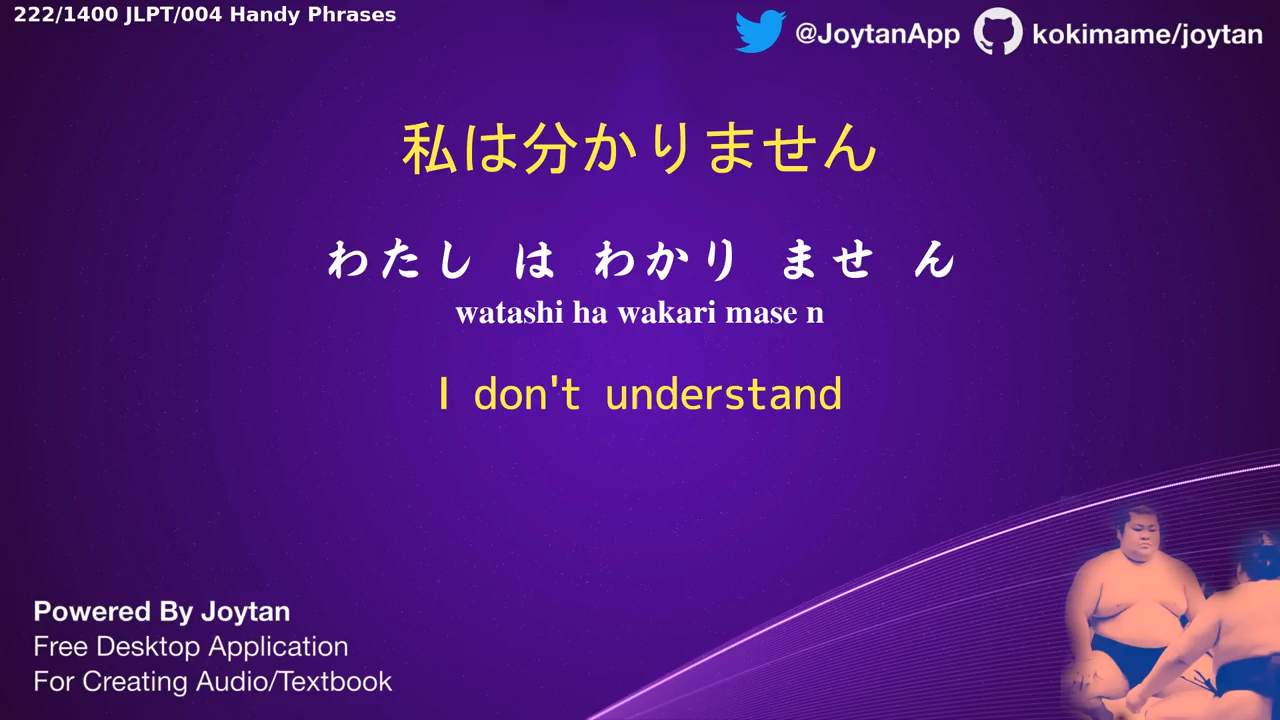 222/1400 JLPT/004 Handy Phrases
@JoytanApp kokimame/joytan
私は分かりません
わたし は わかり ませ ん
watashi ha wakari mase n
I don't understand
Powered By Joytan
Free Desktop Application
For Creating Audio/Textbook